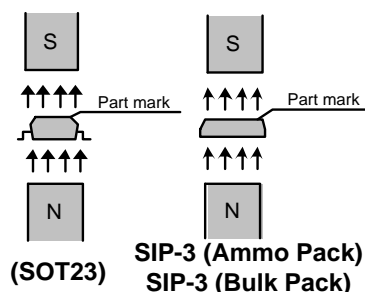 S
S
Part mark
Part mark
N
N
(SOT23)
SIP-3 (Ammo Pack)
SIP-3 (Bulk Pack)